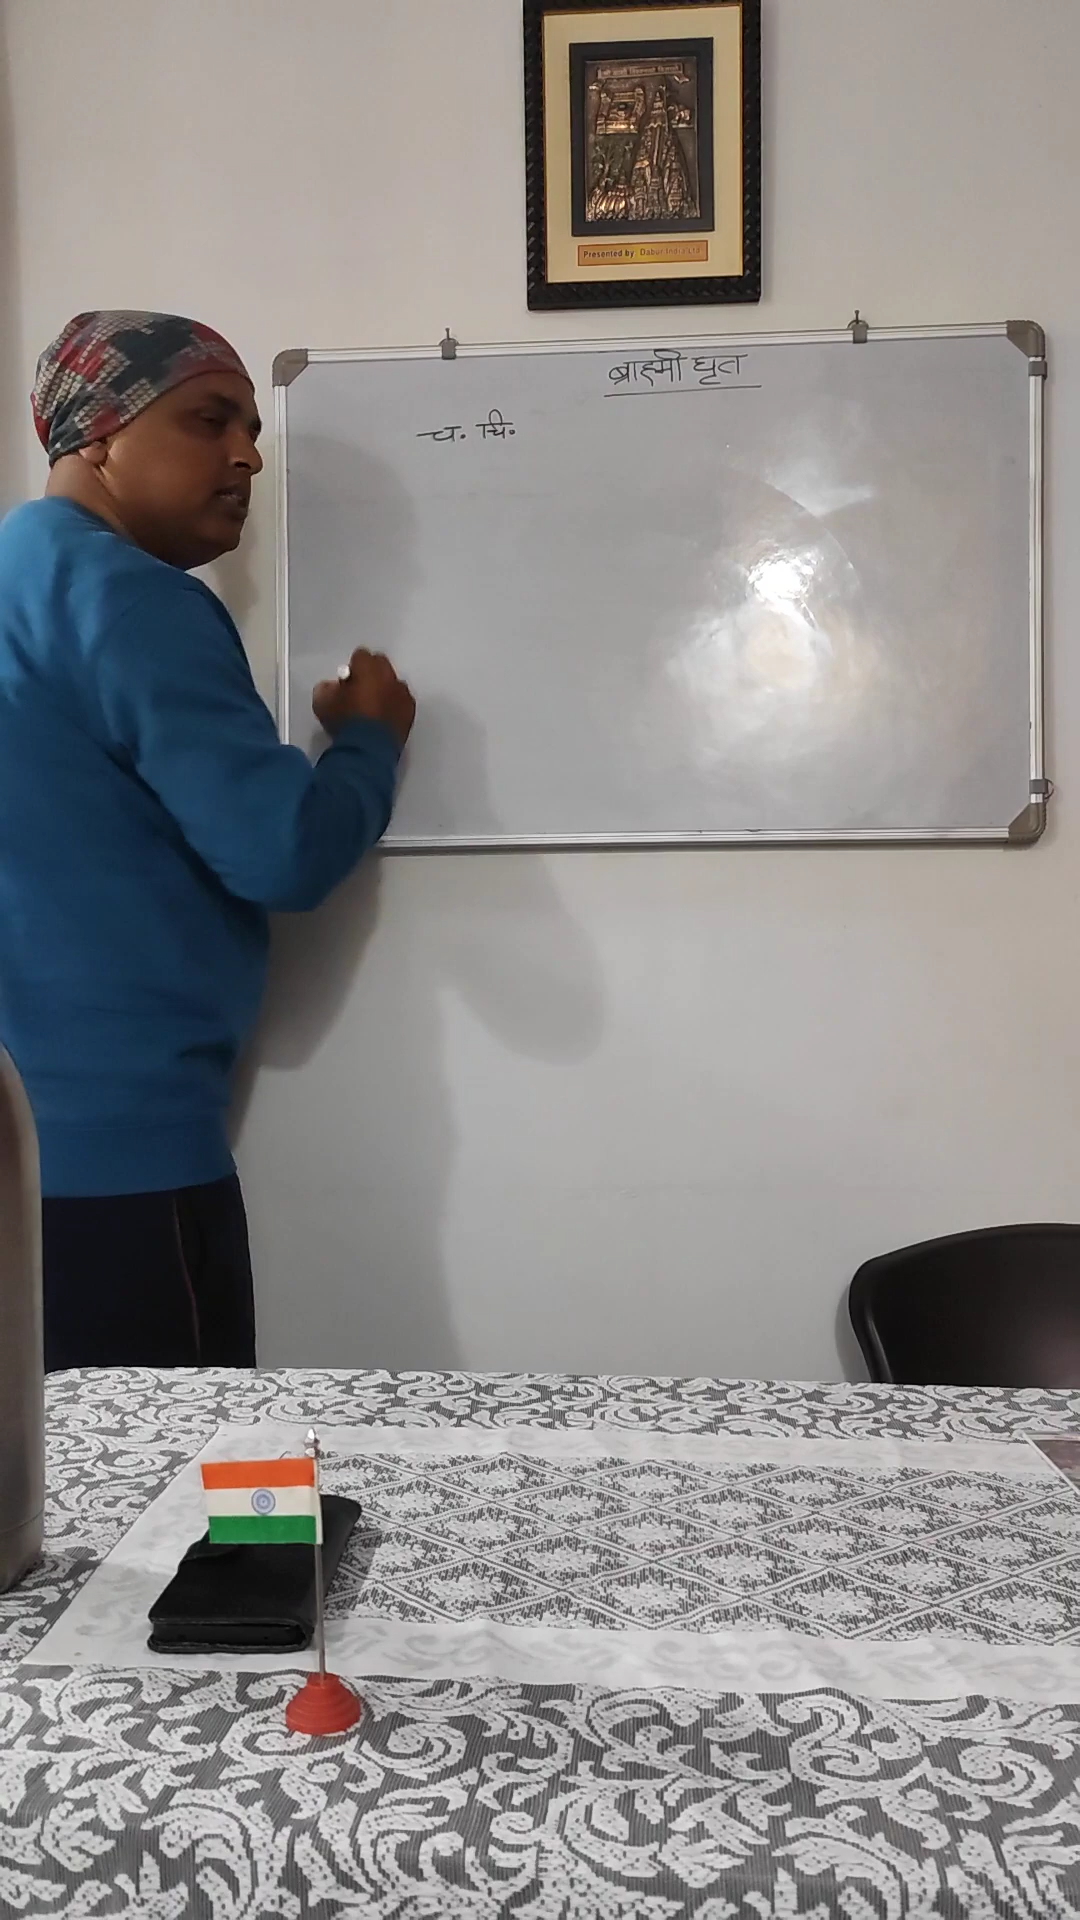 Presented by : Dabur India Ltd.
ब्राह्मी घृत
च. चि.